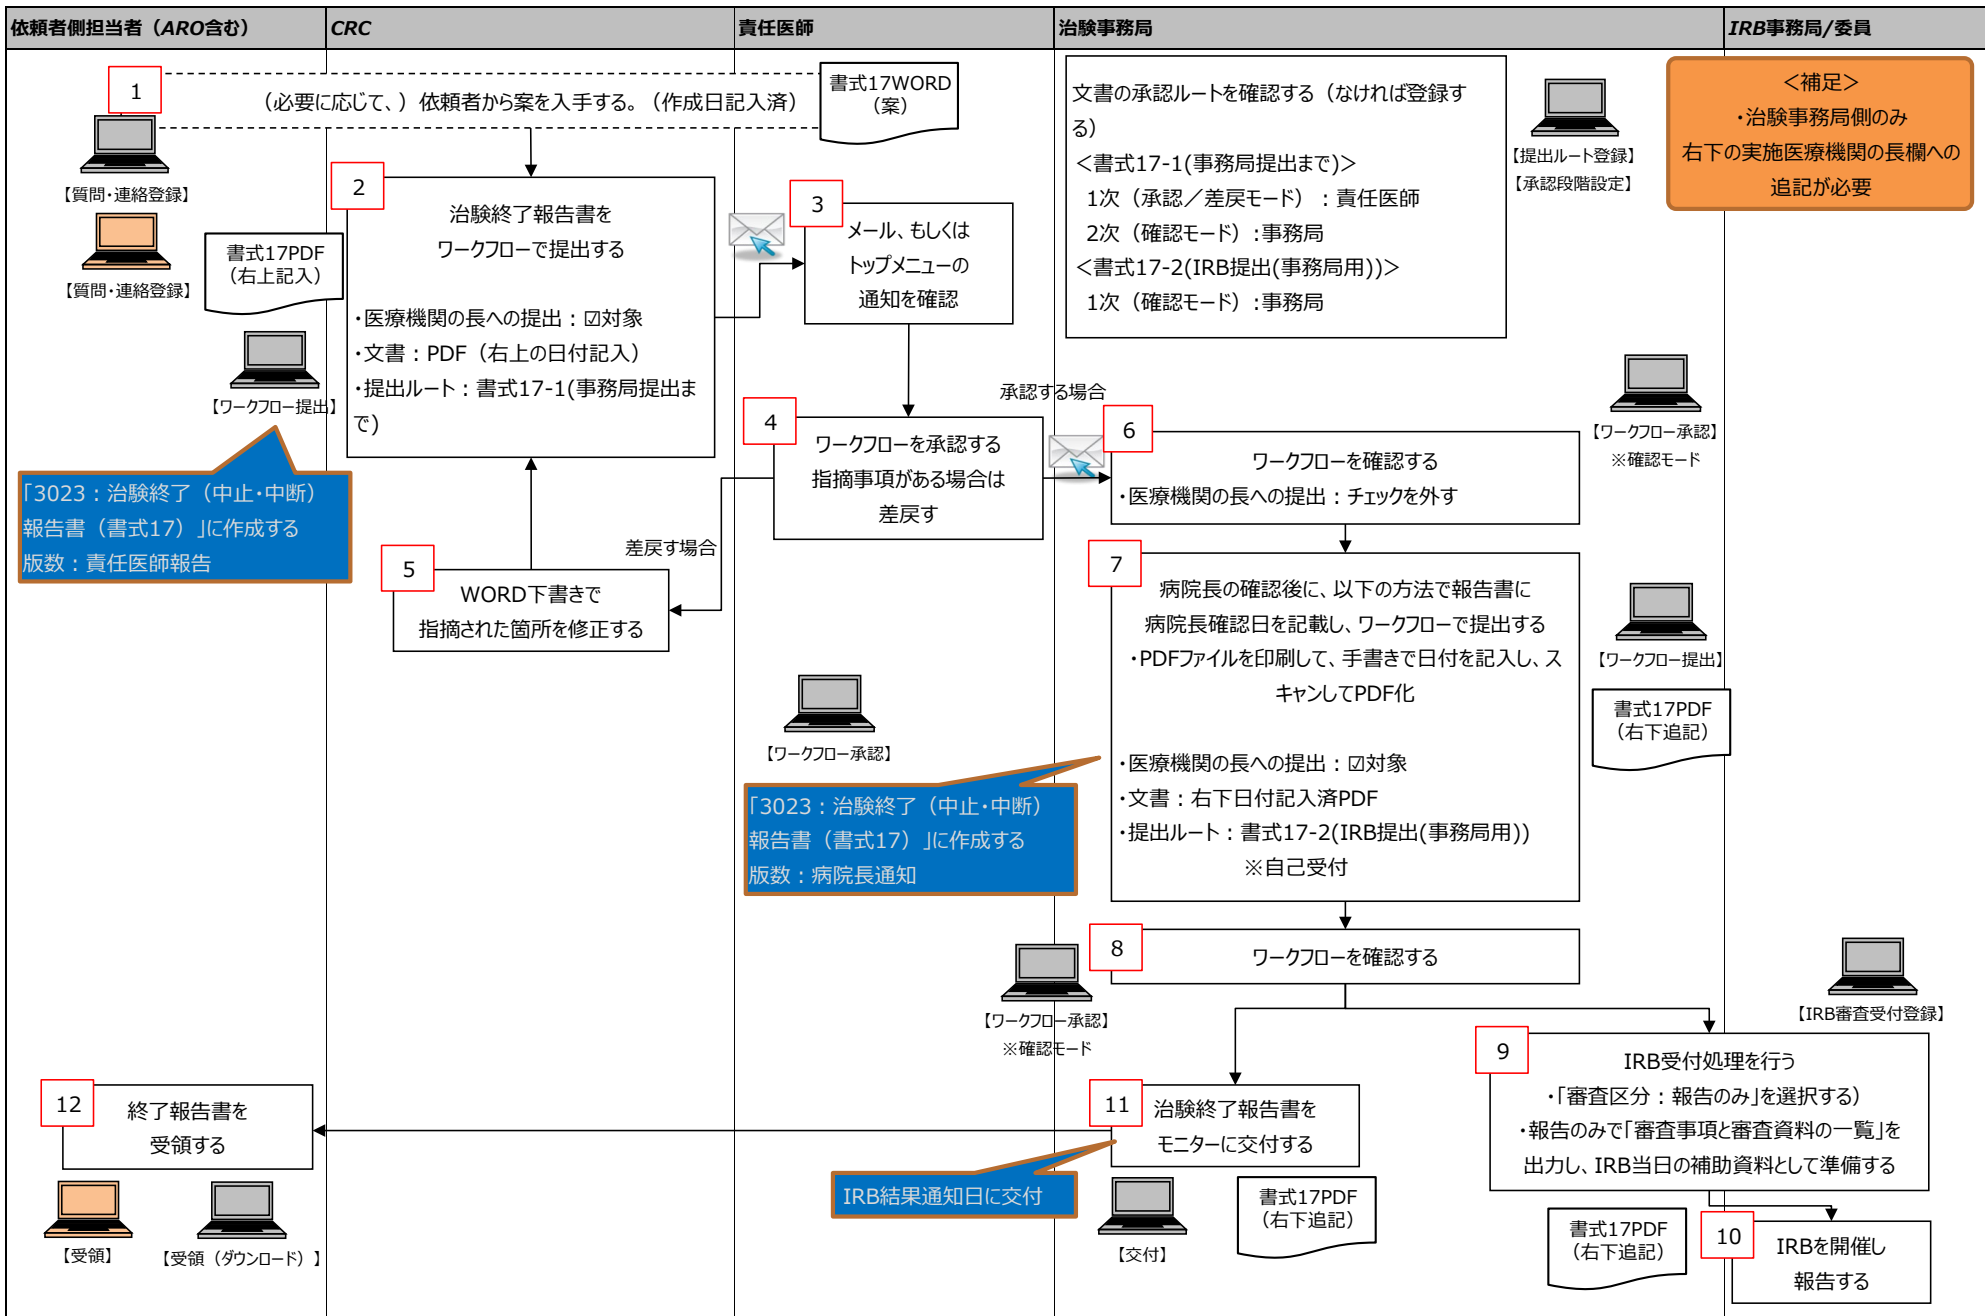 依頼者側担当者（ARO含む）
CRC
責任医師
治験事務局
IRB事務局/委員
1
（必要に応じて、）依頼者から案を入手する。（作成日記入済）
書式17WORD
（案）
【質問・連絡登録】
【質問・連絡登録】
書式17PDF
（右上記入）
【ワークフロー提出】
「3023：治験終了（中止・中断）
報告書（書式17）」に作成する
版数：責任医師報告
2
治験終了報告書を
ワークフローで提出する
・医療機関の長への提出：☑対象
・文書：PDF（右上の日付記入）
・提出ルート：書式17-1(事務局提出ま
で)
3
メール、もしくは
トップメニューの
通知を確認
4
ワークフローを承認する
指摘事項がある場合は
差戻す
承認する場合
差戻す場合
5
WORD下書きで
指摘された箇所を修正する
【ワークフロー承認】
文書の承認ルートを確認する（なければ登録す
る）
＜書式17-1(事務局提出まで)＞
1次（承認／差戻モード）：責任医師
2次（確認モード）:事務局
＜書式17-2(IRB提出(事務局用))＞
1次（確認モード）:事務局
【提出ルート登録】
【承認段階設定】
＜補足＞
・治験事務局側のみ
右下の実施医療機関の長欄への
追記が必要
6
ワークフローを確認する
・医療機関の長への提出：チェックを外す
【ワークフロー承認】
※確認モード
7
病院長の確認後に、以下の方法で報告書に
病院長確認日を記載し、ワークフローで提出する
・PDFファイルを印刷して、手書きで日付を記入し、ス
キャンしてPDF化
・医療機関の長への提出：☑対象
・文書：右下日付記入済PDF
・提出ルート：書式17-2(IRB提出(事務局用))
※自己受付
【ワークフロー提出】
書式17PDF
（右下追記）
「3023：治験終了（中止・中断）
報告書（書式17）」に作成する
版数：病院長通知
8
ワークフローを確認する
【ワークフロー承認】
※確認モード
【IRB審査受付登録】
9
IRB受付処理を行う
・「審査区分：報告のみ」を選択する）
・報告のみで「審査事項と審査資料の一覧」を
出力し、IRB当日の補助資料として準備する
書式17PDF
（右下追記）
10
IRBを開催し
報告する
11
治験終了報告書を
モニターに交付する
IRB結果通知日に交付
【交付】
書式17PDF
（右下追記）
12
終了報告書を
受領する
【受領】
【受領（ダウンロード）】